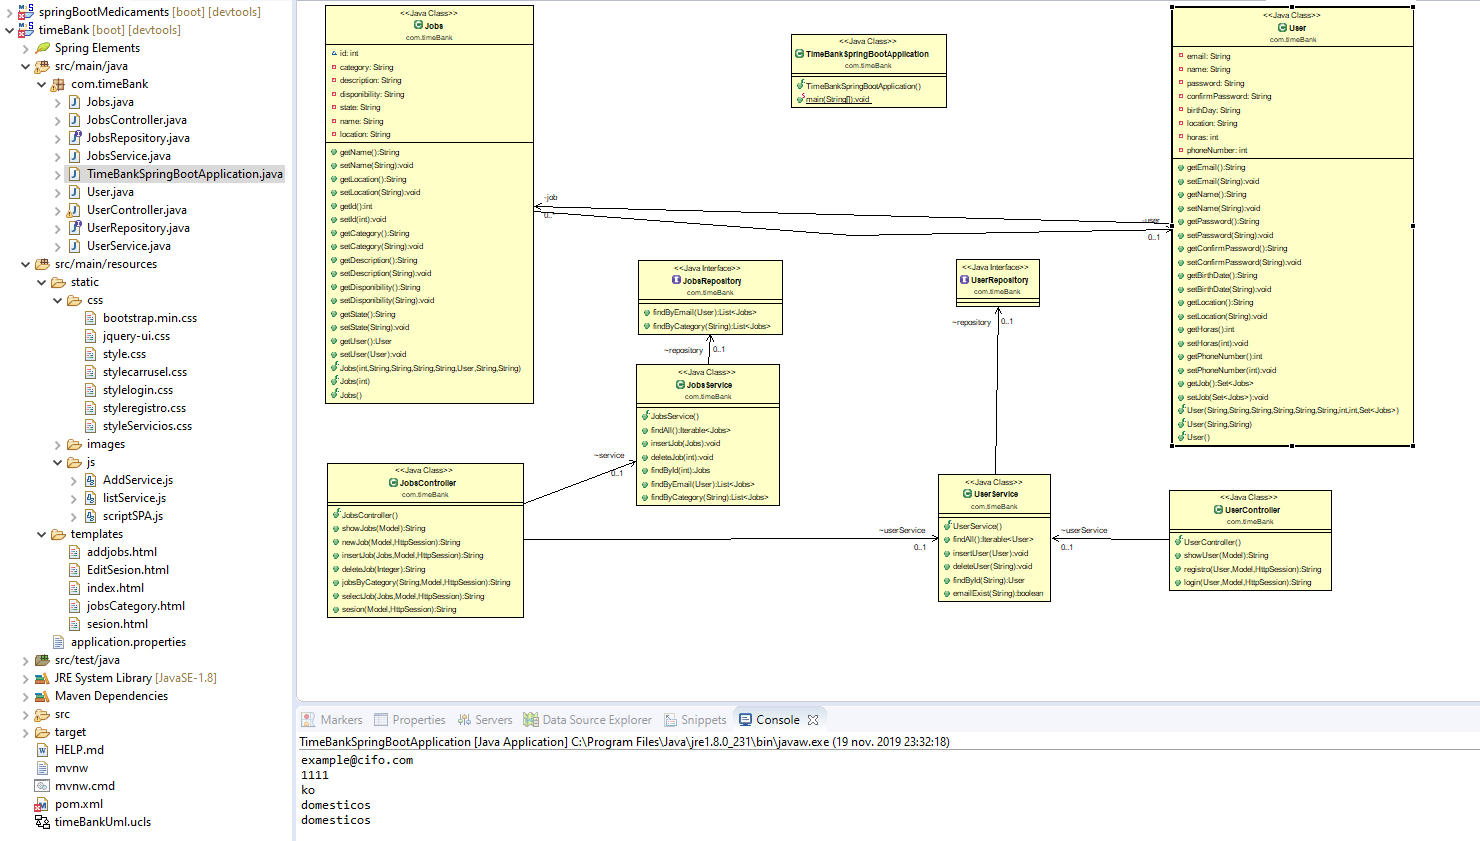 springBootMedicaments [boot] [devtools]
timeBank [boot] [devtools]
Spring Elements
src/main/java
com.timeBank
Jobs.java
JobsController.java
JobsRepository.java
JobsService.java
TimeBankSpringBootApplication.java
User.java
UserController.java
UserRepository.java
UserService.java
src/main/resources
static
css
bootstrap.min.css
jquery-ui.css
style.css
stylecarrusel.css
stylelogin.css
styleregistro.css
styleServicios.css
images
js
AddService.js
listService.js
scriptSPA.js
templates
addjobs.html
EditSesion.html
index.html
jobsCategory.html
sesion.html
application.properties
src/test/java
JRE System Library [JavaSE-1.8]
Maven Dependencies
src
target
HELP.md
mvnw
mvnw.cmd
pom.xml
timeBankUml.ucls
<<Java Class>>
Jobs
com.timeBank
id: int
category: String
description: String
disponibility: String
state: String
name: String
location: String
getName():String
setName(String):void
getLocation():String
setLocation(String):void
getId():int
setId(int):void
getCategory():String
setCategory(String):void
getDescription():String
setDescription(String):void
getDisponibility():String
setDisponibility(String):void
getState():String
setState(String):void
getUser():User
setUser(User):void
Jobs(int,String,String,String,String,User,String,String)
Jobs(int)
Jobs()
<<Java Class>>
TimeBankSpringBootApplication
com.timeBank
TimeBankSpringBootApplication()
main(String[]):void
<<Java Class>>
User
com.timeBank
email: String
name: String
password: String
confirmPassword: String
birthDay: String
location: String
horas: int
phoneNumber: int
getEmail():String
setEmail(String):void
getName():String
setName(String):void
getPassword():String
setPassword(String):void
getConfirmPassword():String
setConfirmPassword(String):void
getBirthDate():String
setBirthDate(String):void
getLocation():String
setLocation(String):void
getHoras():int
setHoras(int):void
getPhoneNumber():int
setPhoneNumber(int):void
getJob():Set<Jobs>
setJob(Set<Jobs>):void
User(String,String,String,String,String,String,int,int,Set<Jobs>)
User(String,String)
User()
-job
0..*
-user
0..1
<<Java Interface>>
JobsRepository
com.timeBank
findByEmail(User):List<Jobs>
findByCategory(String):List<Jobs>
~repository
0..1
<<Java Interface>>
UserRepository
com.timeBank
~repository
0..1
<<Java Class>>
JobsService
com.timeBank
JobsService()
findAll():Iterable<Jobs>
insertJob(Jobs):void
deleteJob(int):void
findById(int):Jobs
findByEmail(User):List<Jobs>
findByCategory(String):List<Jobs>
~service
0..1
<<Java Class>>
JobsController
com.timeBank
JobsController()
showJobs(Model):String
newJob(Model,HttpSession):String
insertJob(Jobs,Model,HttpSession):String
deleteJob(Integer):String
jobsByCategory(String,Model,HttpSession):String
selectJob(Jobs,Model,HttpSession):String
sesion(Model,HttpSession):String
~userService
0..1
<<Java Class>>
UserService
com.timeBank
UserService()
findAll():Iterable<User>
insertUser(User):void
deleteUser(String):void
findById(String):User
emailExist(String):boolean
~userService
0..1
<<Java Class>>
UserController
com.timeBank
UserController()
showUser(Model):String
registro(User,Model,HttpSession):String
login(User,Model,HttpSession):String
Markers Properties Servers Data Source Explorer Snippets Console
TimeBankSpringBootApplication [Java Application] C:\Program Files\Java\jre1.8.0_231\bin\javaw.exe (19 nov. 2019 23:32:18)
example@cifo.com
1111
ko
domesticos
domesticos